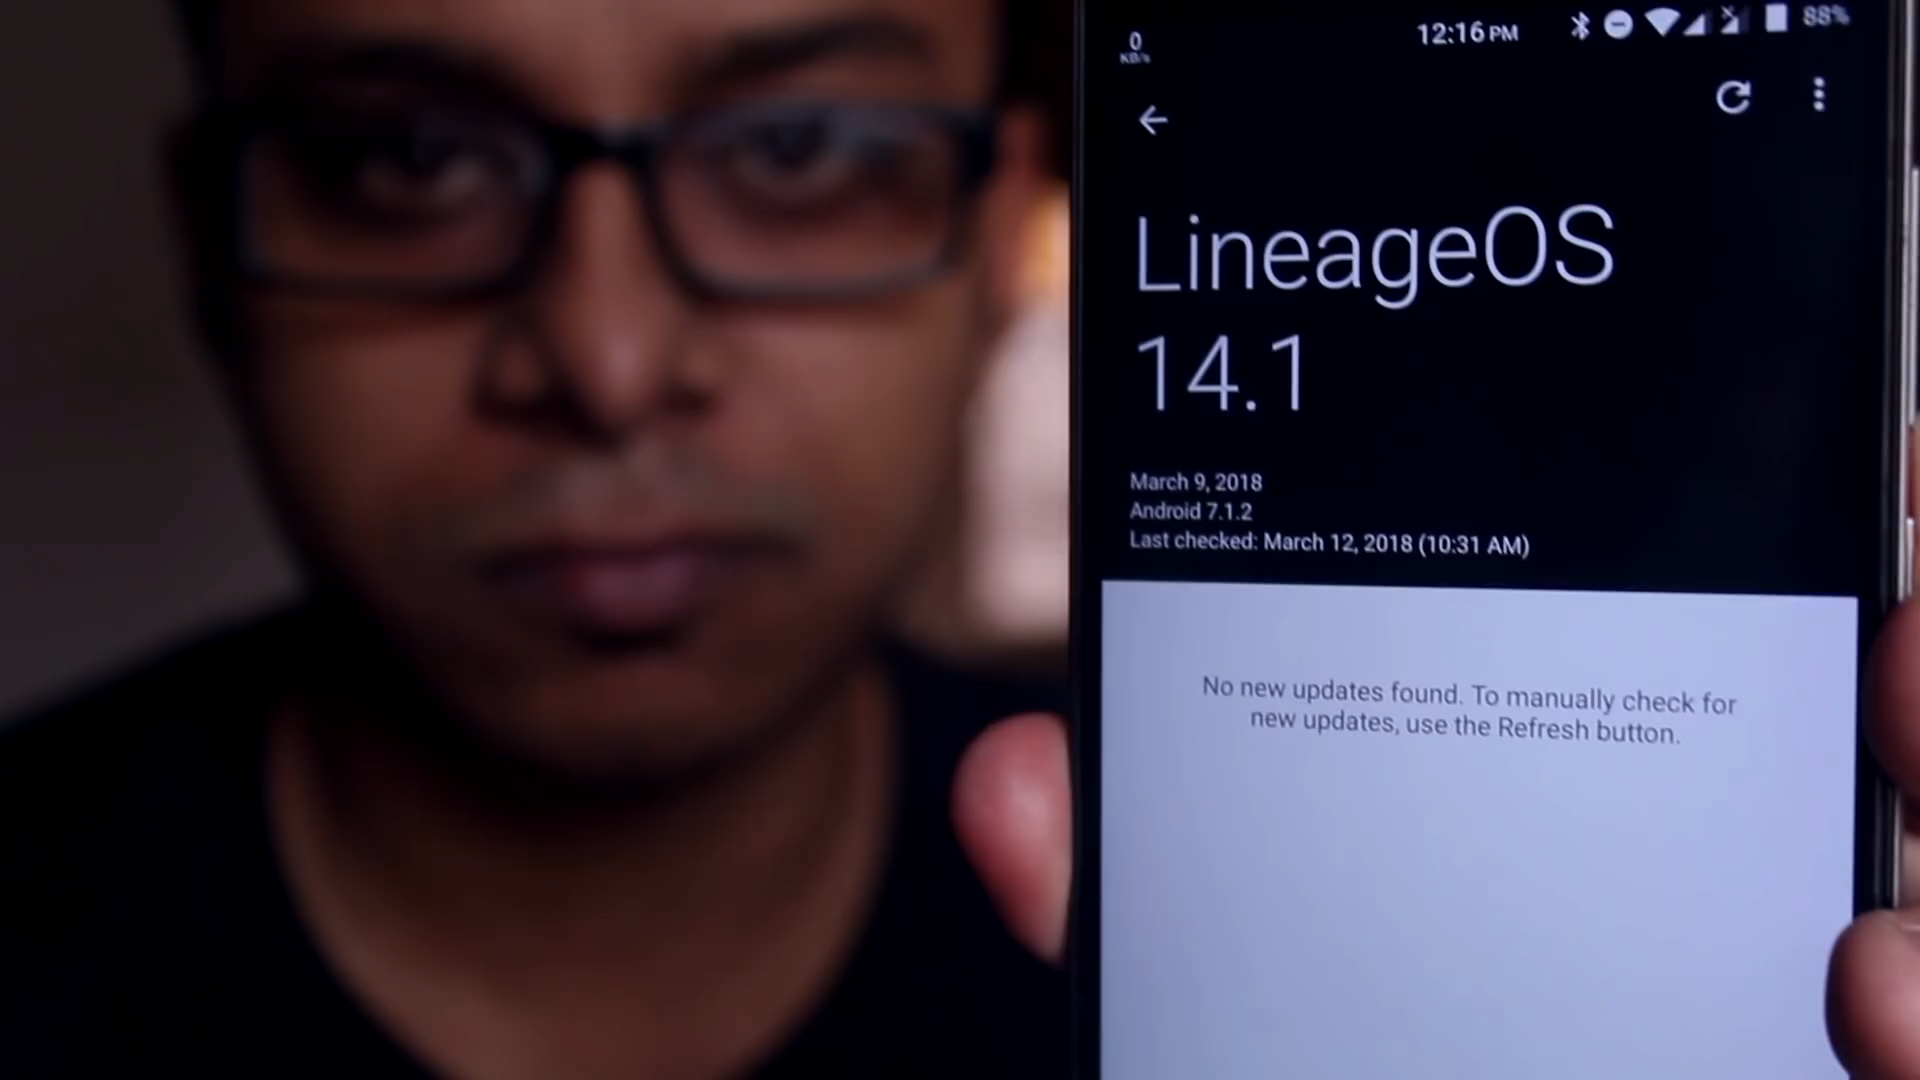 0
KB/s
12:16 PM
88%
LineageOS
14.1
March 9, 2018
Android 7.1.2
Last checked: March 12, 2018 (10:31 AM)
No new updates found. To manually check for
new updates, use the Refresh button.